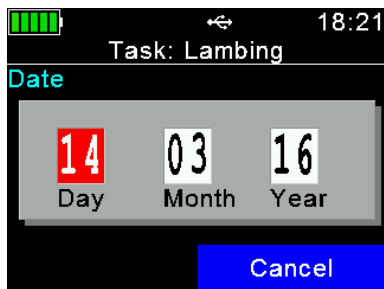 18:21
Task: Lambing
Date
14 03 16
Day Month Year
Cancel